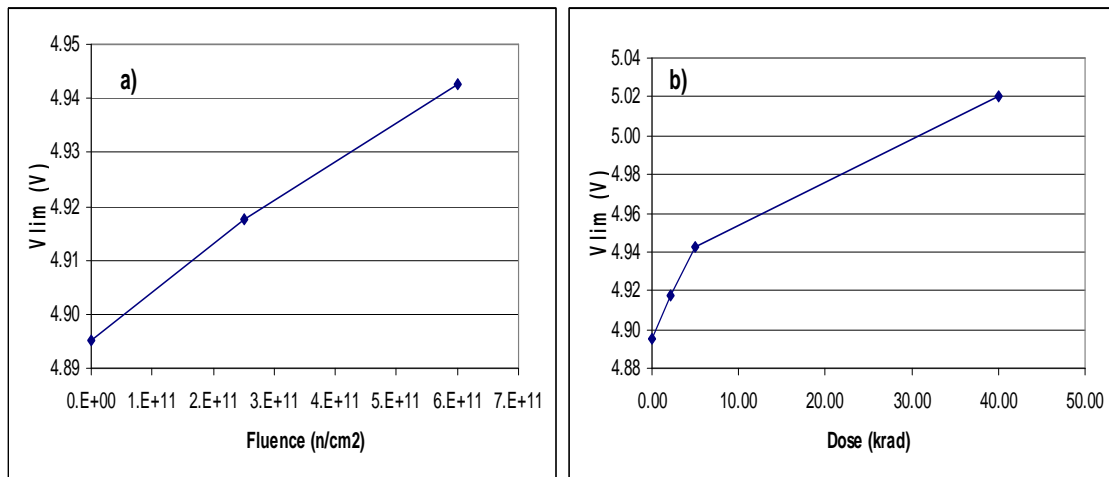 a)
4.95
4.94
4.93
4.92
4.91
4.90
4.89
V lim (V)
0.E+00 1.E+11 2.E+11 3.E+11 4.E+11 5.E+11 6.E+11 7.E+11
Fluence (n/cm2)
b)
5.04
5.02
5.00
4.98
4.96
4.94
4.92
4.90
4.88
V lim (V)
0.00 10.00 20.00 30.00 40.00 50.00
Dose (krad)